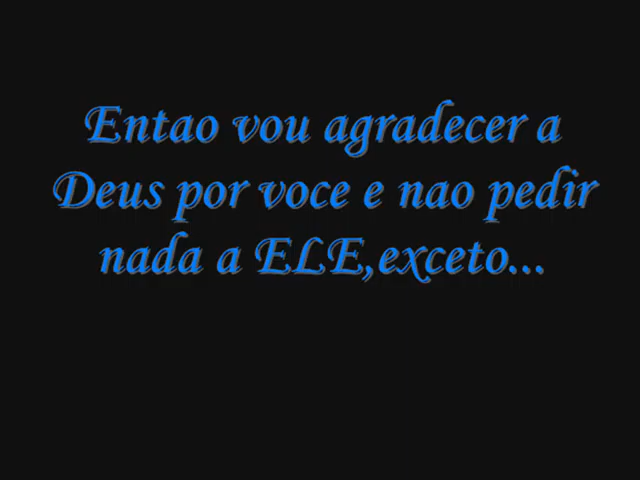 Entao vou agradecer a
Deus por voce e nao pedir
nada a ELE,exceto...